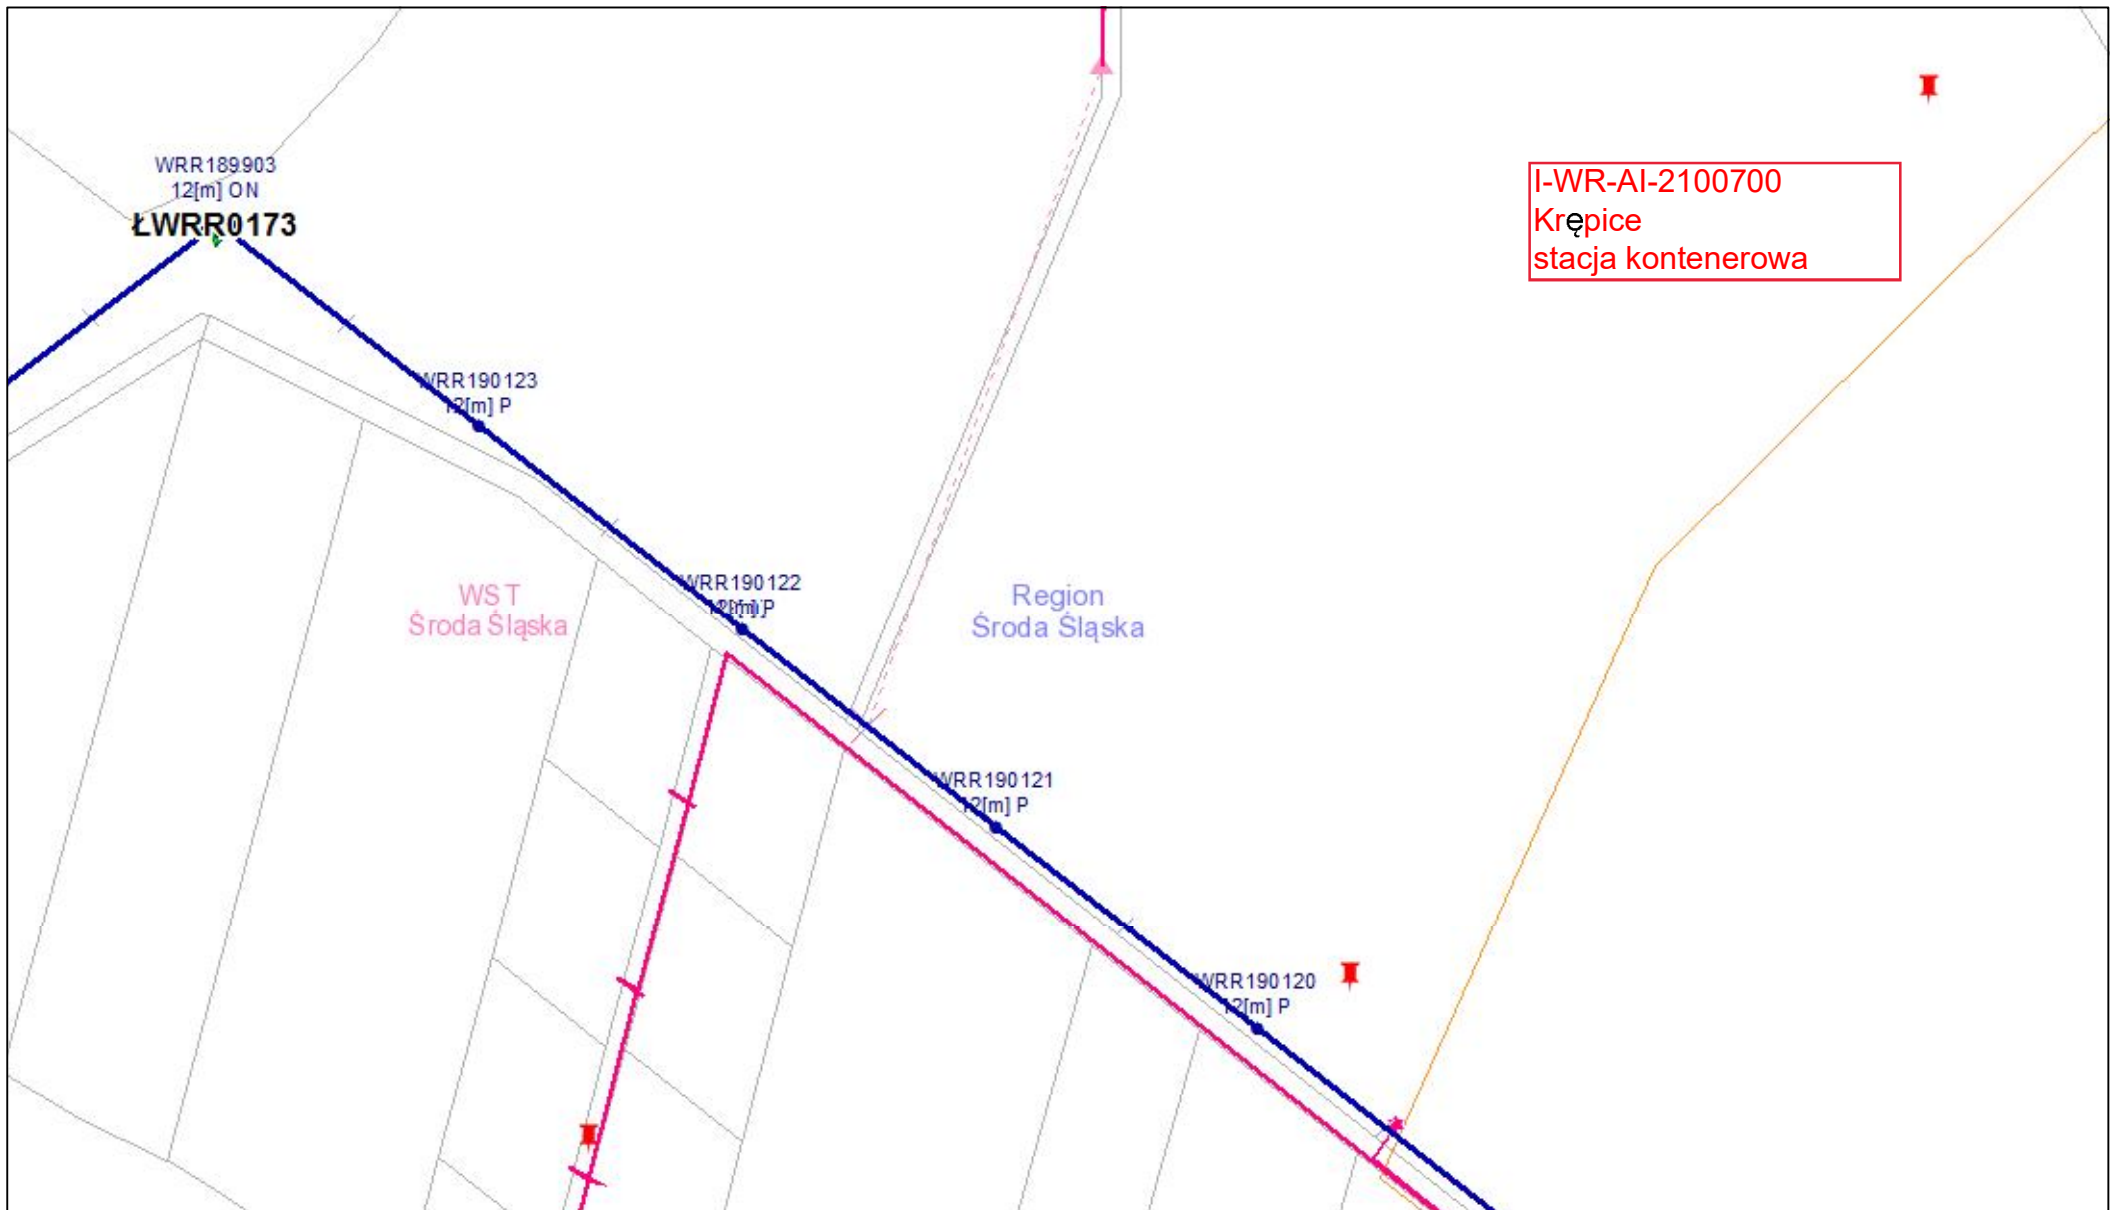 WRR189903
12[m] ON
ŁWRR0173
I-WR-AI-2100700
Krępice
stacja kontenerowa
WRR190123
12[m] P
WRR190122
12[m] P
WST
Środa Śląska
Region
Środa Śląska
WRR190121
12[m] P
WRR190120
12[m] P